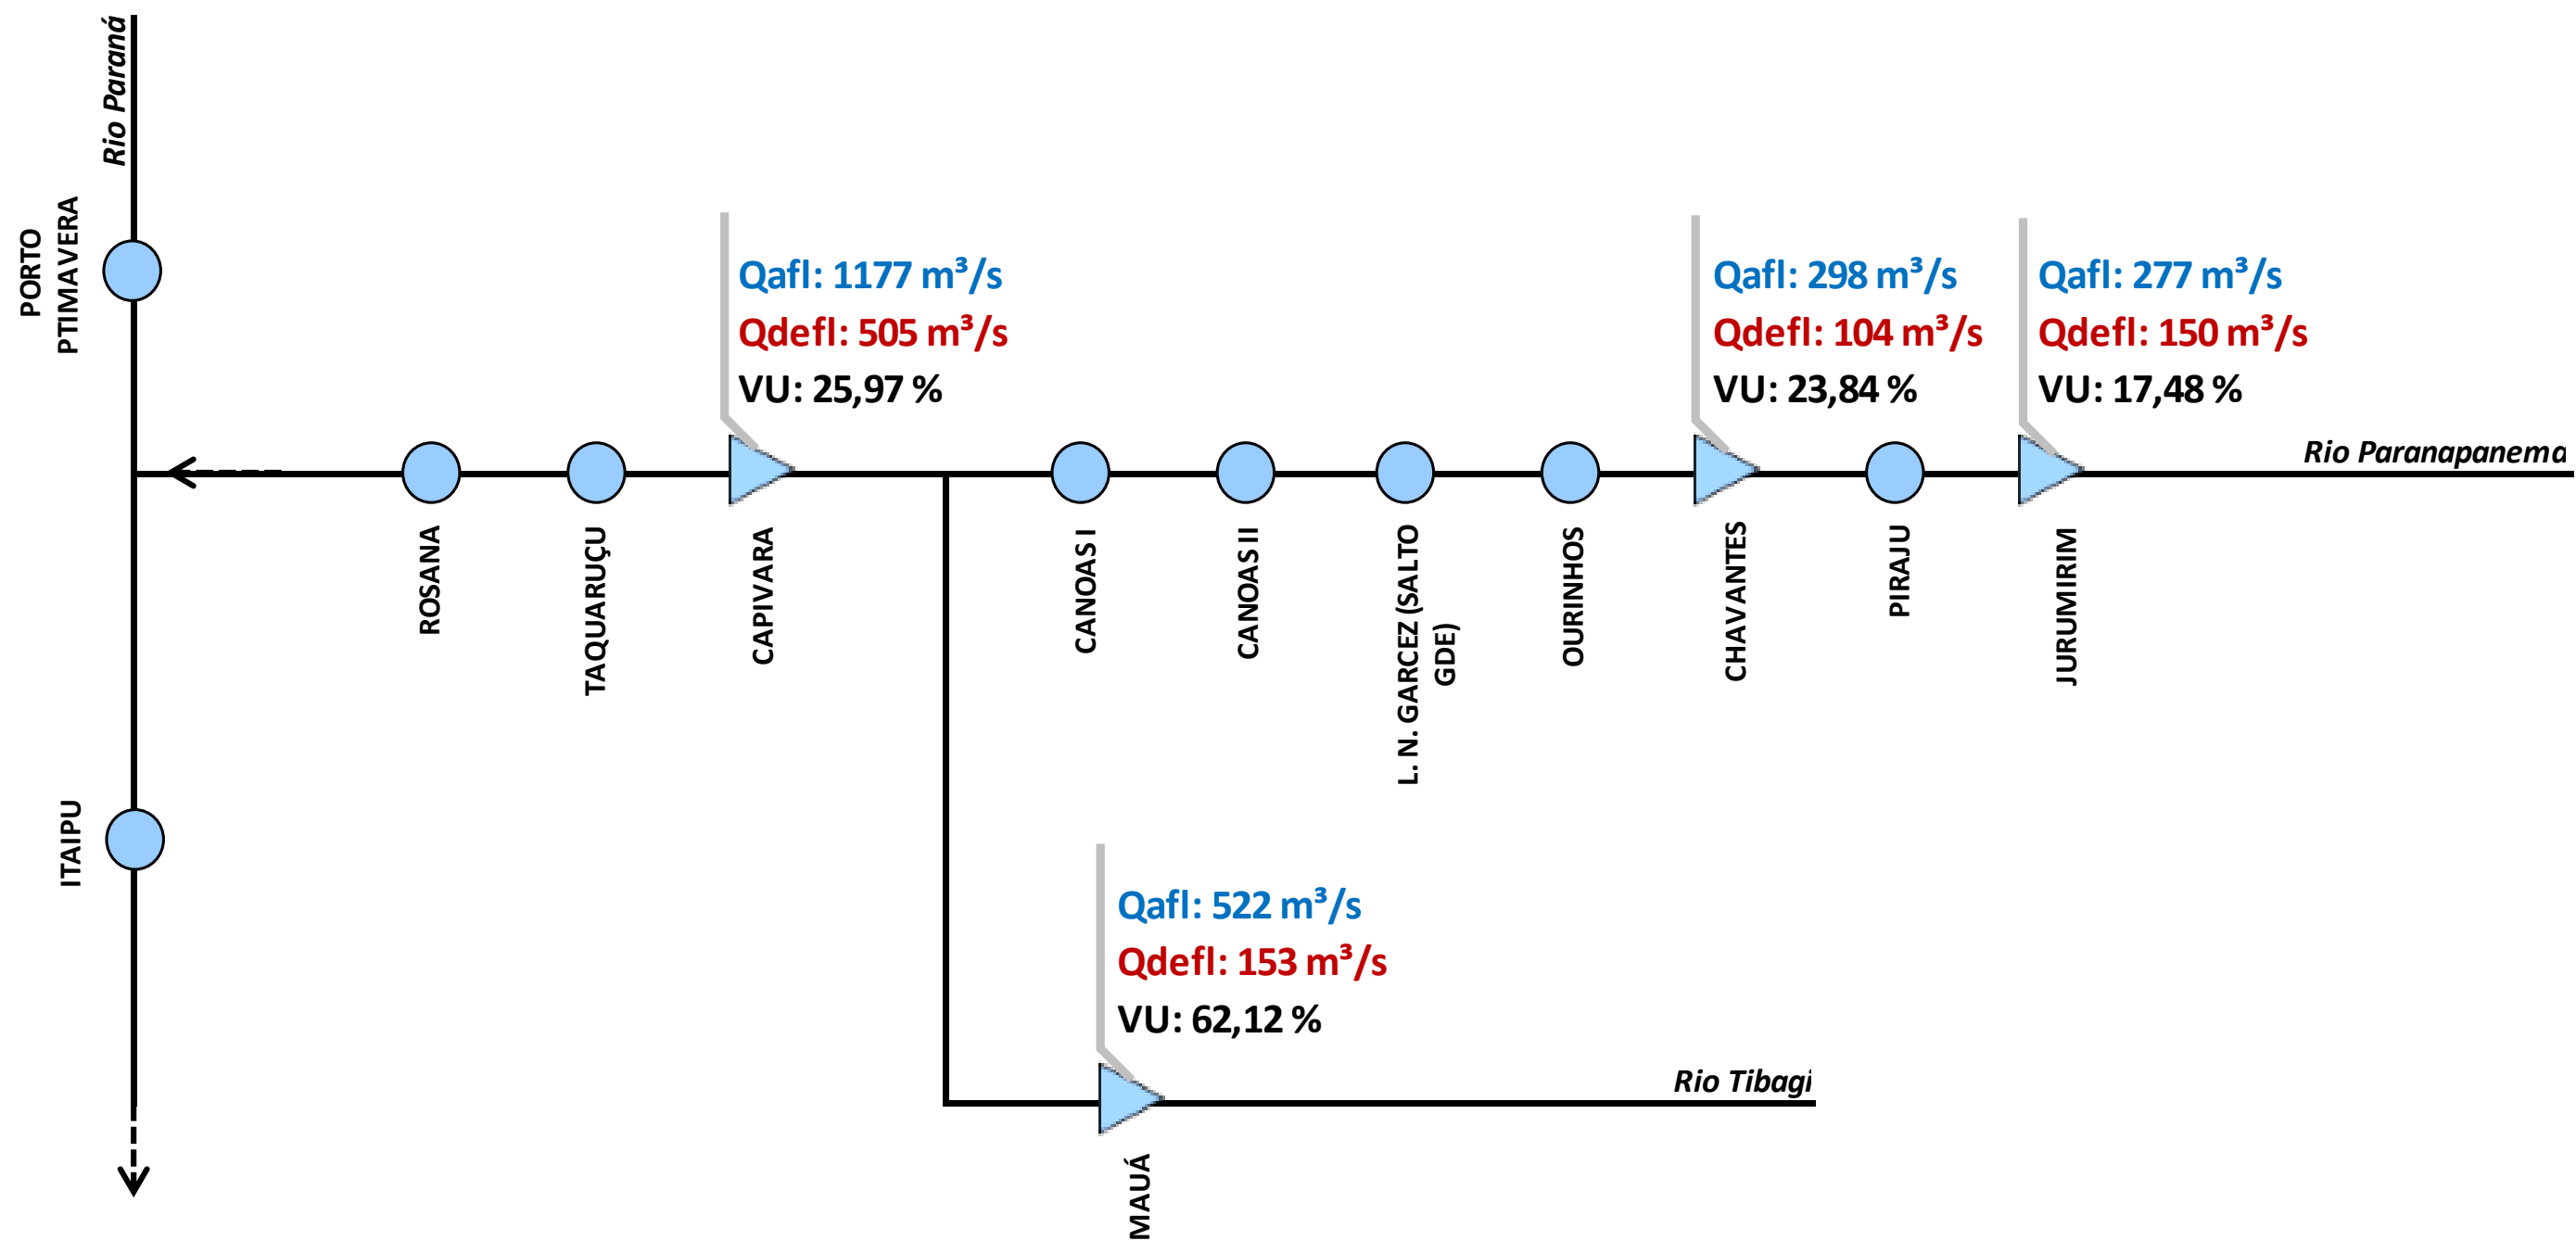 Rio Paraná
PORTO
PTIMAVERA
Qafl: 1177 m³/s
Qdefl: 505 m³/s
VU: 25,97 %
Qafl: 298 m³/s
Qdefl: 104 m³/s
VU: 23,84 %
Qafl: 277 m³/s
Qdefl: 150 m³/s
VU: 17,48 %
Rio Paranapanema
ROSANA
TAQUARUÇU
CAPIVARA
CANOAS I
CANOAS II
L. N. GARCEZ (SALTO
GDE)
OURINHOS
CHAVANTES
PIRAJU
JURUMIRIM
ITAIPU
Qafl: 522 m³/s
Qdefl: 153 m³/s
VU: 62,12 %
Rio Tibagi
MAUÁ